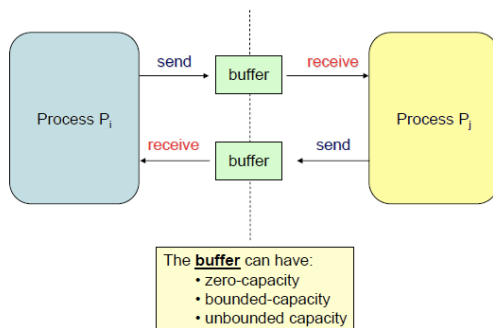 send
buffer
receive
Process Pi
Process Pj
receive
buffer
send
The buffer can have:
• zero-capacity
• bounded-capacity
• unbounded capacity